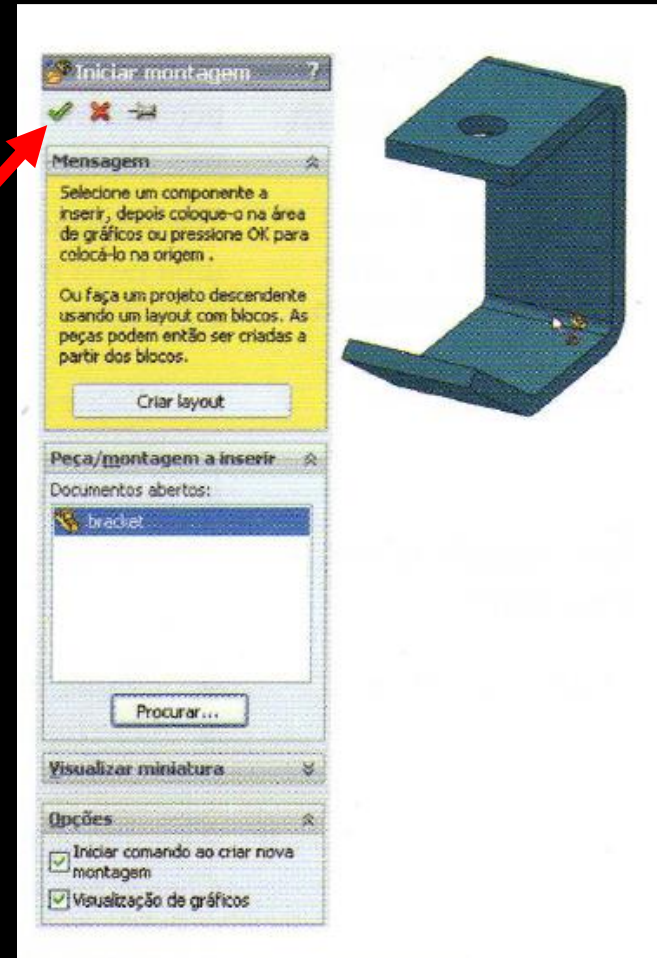 Iniciar montagem ?
Mensagem
Selecione um componente a
inserir, depois coloque-o na área
de gráficos ou pressione OK para
colocá-lo na origem .
Ou faça um projeto descendente
usando um layout com blocos. As
peças podem então ser criadas a
partir dos blocos.
Criar layout
Peça/montagem a inserir
Documentos abertos:
bracket
Procurar...
Visualizar miniatura
Opções
Iniciar comando ao criar nova
montagem
Visualização de gráficos